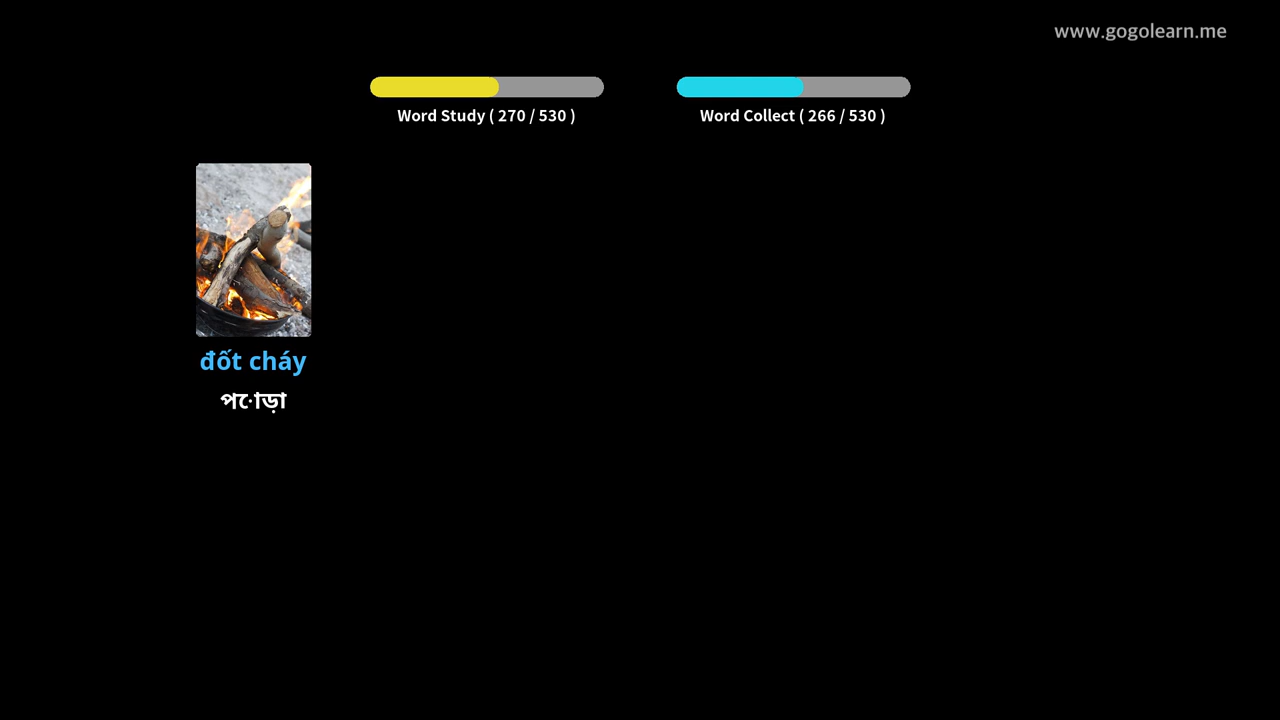 www.gogolearn.me
Word Study ( 270 / 530 )
Word Collect ( 266 / 530 )
đốt cháy
পোড়া